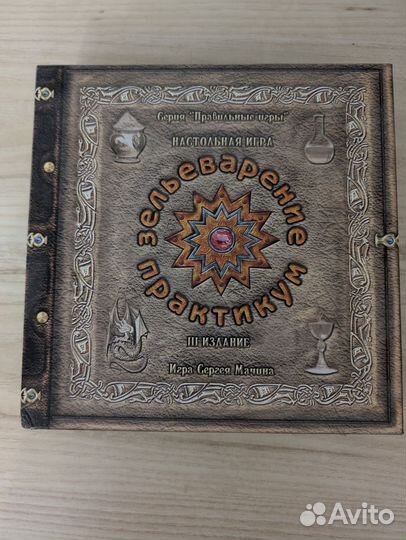 Серия "Правильные игры"
НАСТОЛЬНАЯ ИГРА
зельеварение
практикум
III ИЗДАНИЕ
Игра Сергея Мачина
Avito